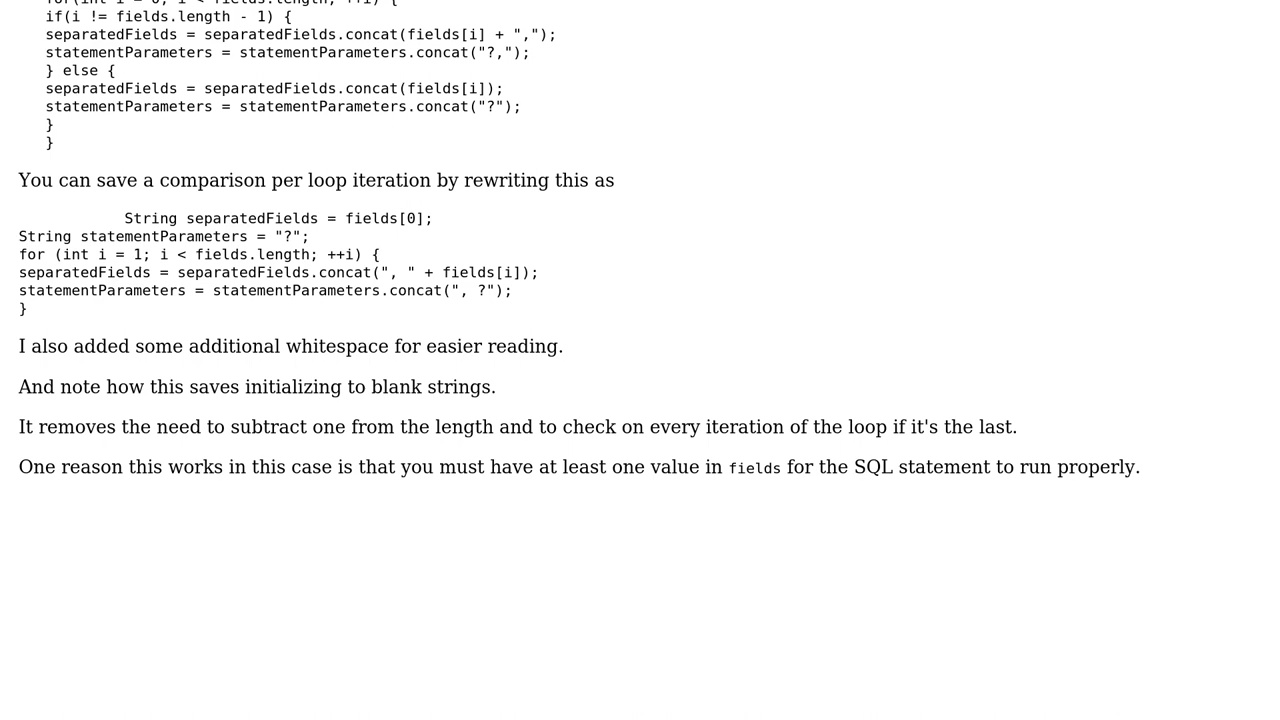 for(int i = 0; i < fields.length; ++i) {
if(i != fields.length - 1) {
separatedFields = separatedFields.concat(fields[i] + ",");
statementParameters = statementParameters.concat("?,");
} else {
separatedFields = separatedFields.concat(fields[i]);
statementParameters = statementParameters.concat("?");
}
}
You can save a comparison per loop iteration by rewriting this as
String separatedFields = fields[0];
String statementParameters = "?";
for (int i = 1; i < fields.length; ++i) {
separatedFields = separatedFields.concat(", " + fields[i]);
statementParameters = statementParameters.concat(", ?");
}
I also added some additional whitespace for easier reading.
And note how this saves initializing to blank strings.
It removes the need to subtract one from the length and to check on every iteration of the loop if it's the last.
One reason this works in this case is that you must have at least one value in fields for the SQL statement to run properly.